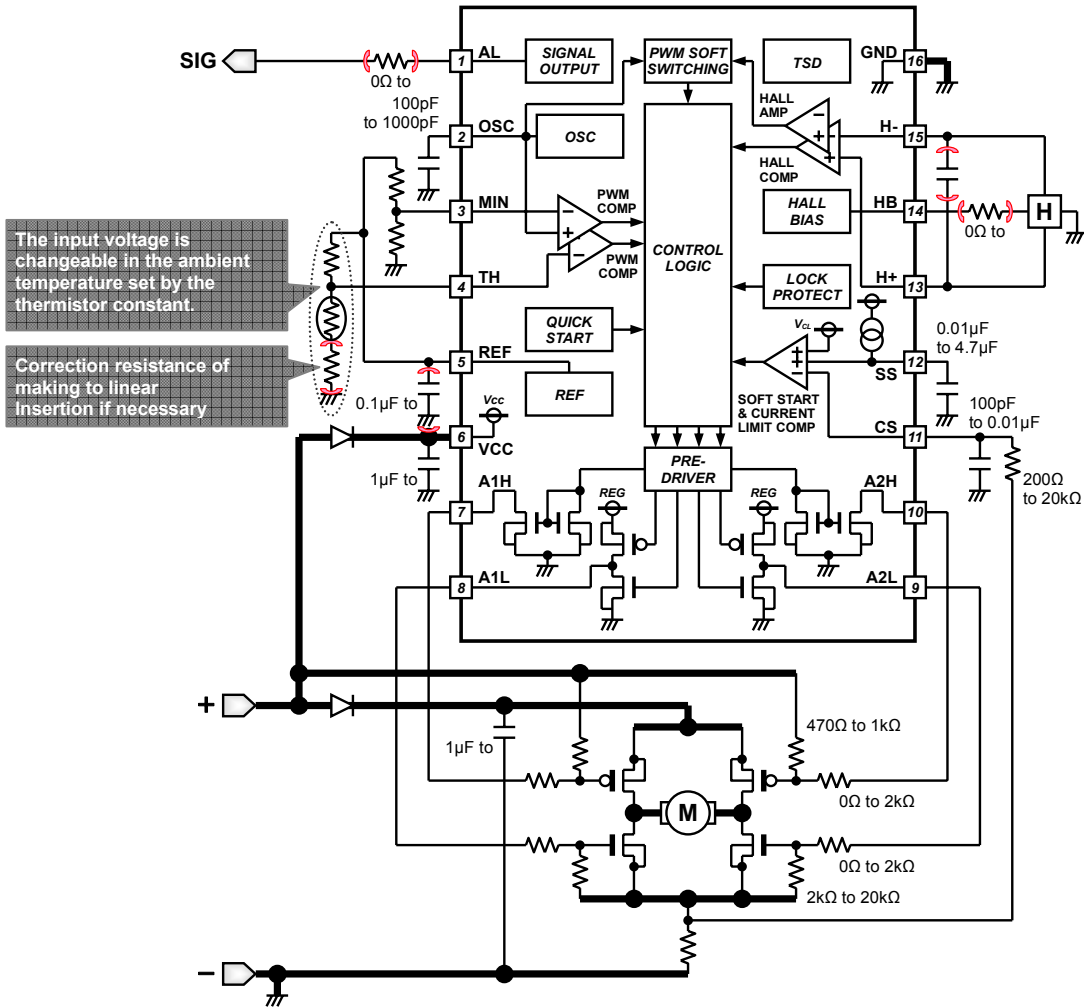 SIG
1
AL
SIGNAL
OUTPUT
PWM SOFT
SWITCHING
TSD
GND
16
0Ω to
100pF
to 1000pF
HALL
AMP
2
OSC
OSC
H-
15
HALL
COMP
3
MIN
PWM
COMP
HALL
BIAS
HB
14
H
0Ω to
The input voltage is
changeable in the ambient
temperature set by the
thermistor constant.
CONTROL
LOGIC
PWM
COMP
4
TH
LOCK
PROTECT
H+
13
QUICK
START
VCL
0.01µF
to 4.7µF
5
REF
SS
12
Correction resistance of
making to linear
Insertion if necessary
0.1µF to
REF
SOFT START
& CURRENT
LIMIT COMP
100pF
to 0.01µF
Vcc
CS
11
6
VCC
1µF to
PRE-
DRIVER
200Ω
to 20kΩ
A1H
REG
REG
A2H
7
10
8
A1L
A2L
9
+
470Ω to 1kΩ
1µF to
0Ω to 2kΩ
M
0Ω to 2kΩ
2kΩ to 20kΩ
−